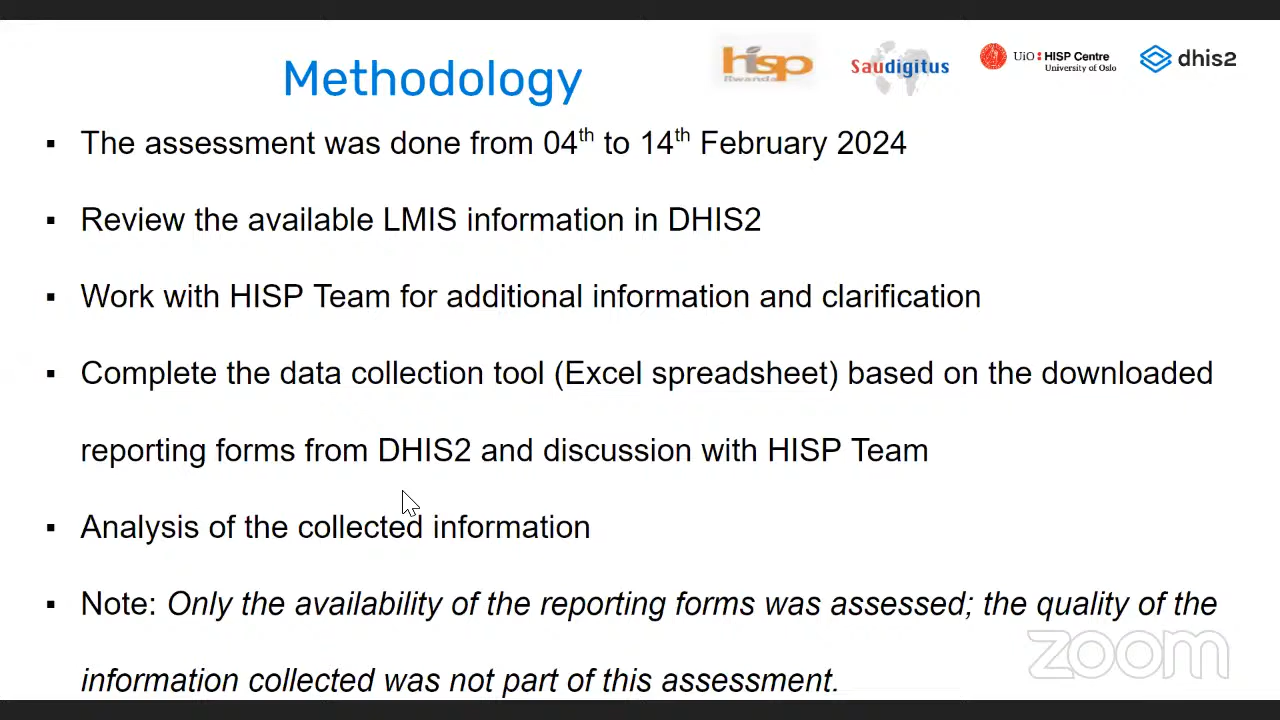 Methodology
hisp
Rwanda
Saudigitus
UiO HISP Centre
University of Oslo
dhis2
▪ The assessment was done from 04th to 14th February 2024
▪ Review the available LMIS information in DHIS2
▪ Work with HISP Team for additional information and clarification
▪ Complete the data collection tool (Excel spreadsheet) based on the downloaded
reporting forms from DHIS2 and discussion with HISP Team
▪ Analysis of the collected information
▪ Note: Only the availability of the reporting forms was assessed; the quality of the
information collected was not part of this assessment.
zoom